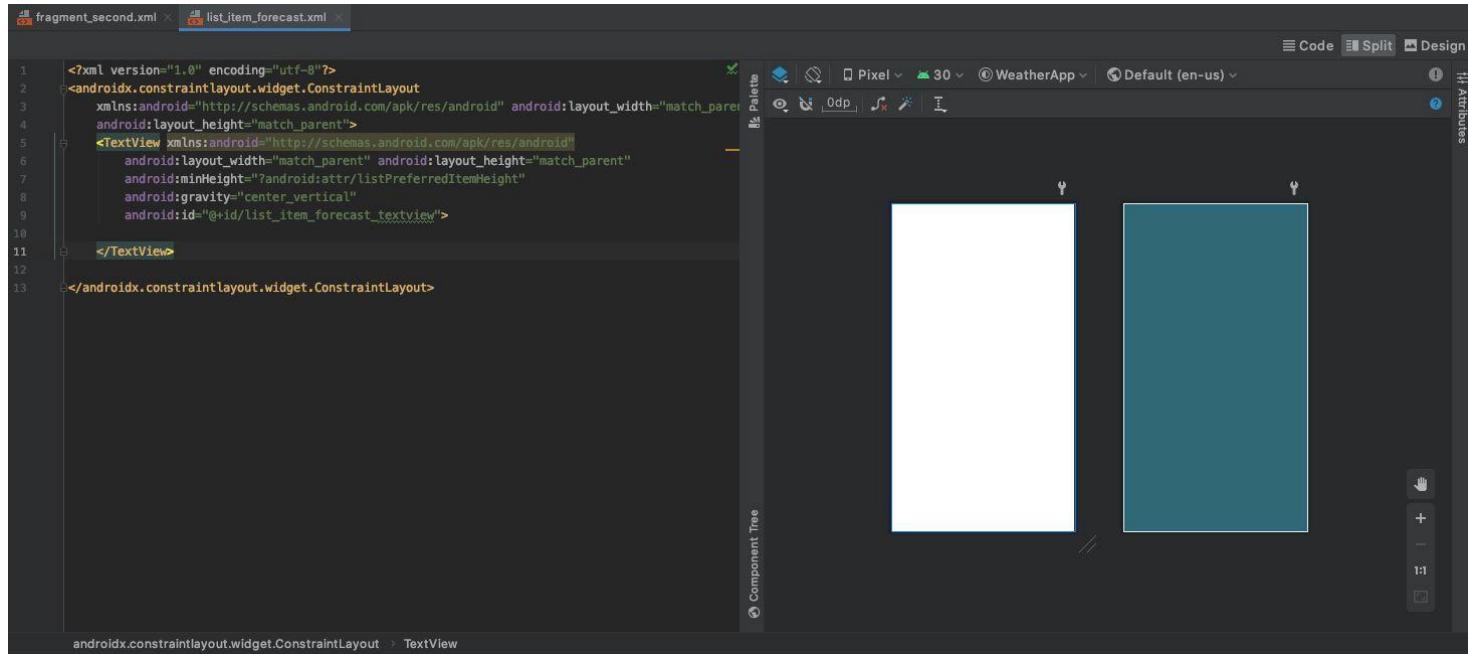 fragment_second.xml
list_item_forecast.xml
Code Split Design
Pixel 30 WeatherApp Default (en-us)
0dp
Palette
Attributes
Component Tree
1 <?xml version="1.0" encoding="utf-8"?>
2 <androidx.constraintlayout.widget.ConstraintLayout
3 xmlns:android="http://schemas.android.com/apk/res/android" android:layout_width="match_paren
4 android:layout_height="match_parent">
5 <TextView xmlns:android="http://schemas.android.com/apk/res/android"
6 android:layout_width="match_parent" android:layout_height="match_parent"
7 android:minHeight="?android:attr/listPreferredItemHeight"
8 android:gravity="center_vertical"
9 android:id="@+id/list_item_forecast_textview">
10
11 </TextView>
12
13 </androidx.constraintlayout.widget.ConstraintLayout>
1:1
androidx.constraintlayout.widget.ConstraintLayout > TextView